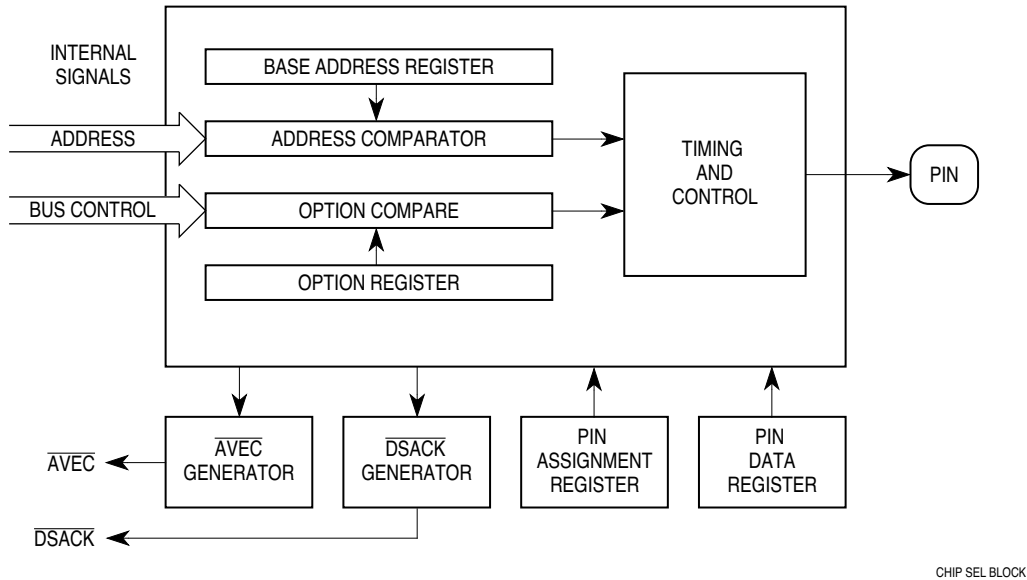 INTERNAL
SIGNALS
BASE ADDRESS REGISTER
ADDRESS
ADDRESS COMPARATOR
BUS CONTROL
OPTION COMPARE
OPTION REGISTER
TIMING
AND
CONTROL
PIN
AVEC
GENERATOR
DSACK
GENERATOR
PIN
ASSIGNMENT
REGISTER
PIN
DATA
REGISTER
AVEC
DSACK
CHIP SEL BLOCK